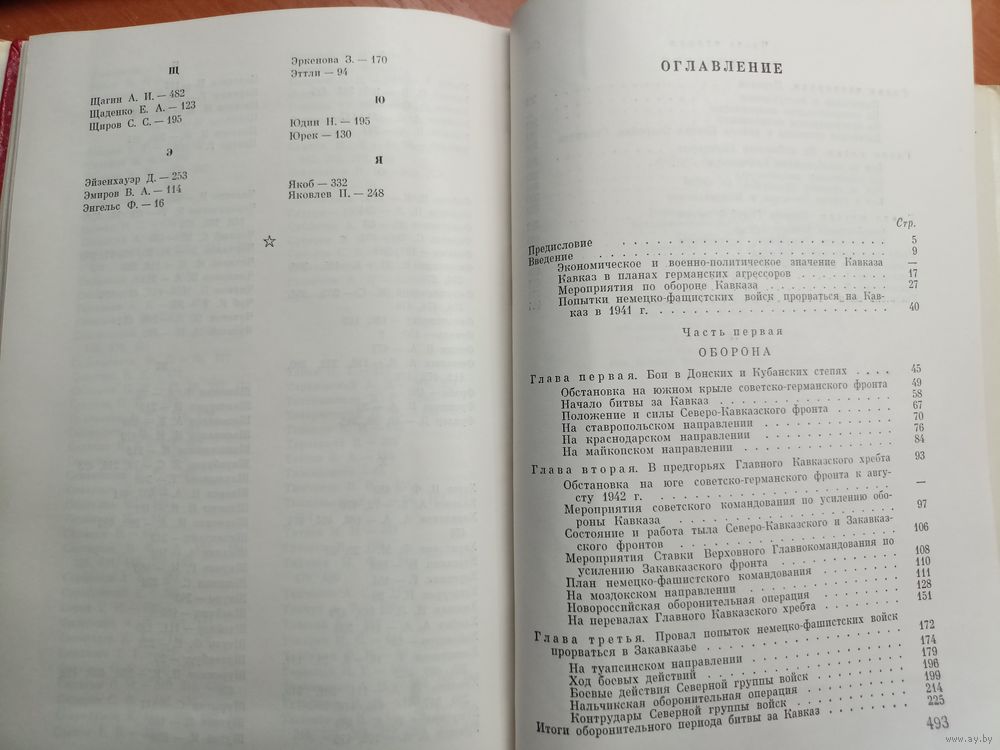 Щ
Щагин А. И. — 482
Щаденко Е. А. — 123
Щиров С. С. — 195
Э
Эйзенхауэр Д. — 253
Эмиров В. А. — 114
Энгельс Ф. — 16
Эркенова З. — 170
Эттли — 94
Ю
Юдин И. — 195
Юрек — 130
Я
Якоб — 332
Яковлев П. — 248
☆
ОГЛАВЛЕНИЕ
Стр.
Предисловие . . . . . . . . 5
Введение . . . . . . . . 9
Экономическое и военно-политическое значение Кавказа —
Кавказ в планах германских агрессоров . . . . . . . . 17
Мероприятия по обороне Кавказа . . . . . . . . 27
Попытки немецко-фашистских войск прорваться на Кав-
каз в 1941 г. . . . . . . . . 40
Часть первая
ОБОРОНА
Глава первая. Бои в Донских и Кубанских степях . . . . 45
Обстановка на южном крыле советско-германского фронта 49
Начало битвы за Кавказ . . . . . . . . 58
Положение и силы Северо-Кавказского фронта . . . . . . 67
На ставропольском направлении . . . . . . . . 70
На краснодарском направлении . . . . . . . . 76
На майкопском направлении . . . . . . . . 84
Глава вторая. В предгорьях Главного Кавказского хребта 93
Обстановка на юге советско-германского фронта к авгу-
сту 1942 г. . . . . . . . . —
Мероприятия советского командования по усилению обо-
роны Кавказа . . . . . . . . 97
Состояние и работа тыла Северо-Кавказского и Закавказ-
ского фронтов . . . . . . . . 106
Мероприятия Ставки Верховного Главнокомандования по
усилению Закавказского фронта . . . . . . . . 108
План немецко-фашистского командования . . . . . . . . 110
На моздокском направлении . . . . . . . . 111
Новороссийская оборонительная операция . . . . . . . . 128
На перевалах Главного Кавказского хребта . . . . . . . . 151
Глава третья. Провал попыток немецко-фашистских войск
прорваться в Закавказье . . . . . . . . 172
На туапсинском направлении . . . . . . . . 174
Ход боевых действий . . . . . . . . 179
Боевые действия Северной группы войск . . . . . . . . 196
Нальчикская оборонительная операция . . . . . . . . 199
Контрудары Северной группы войск . . . . . . . . 214
Итоги оборонительного периода битвы за Кавказ . . . . . . . . 225
493
www.ay.by